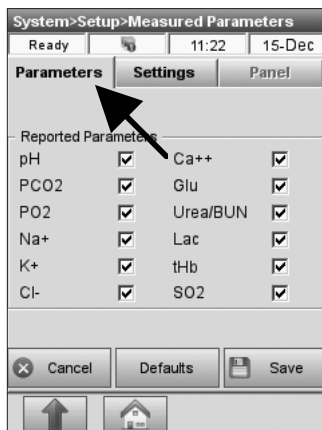 System>Setup>Measured Parameters
Ready 11:22 15-Dec
Parameters Settings Panel
Reported Parameters
pH Ca++
PCO2 Glu
PO2 Urea/BUN
Na+ Lac
K+ tHb
Cl- SO2
Cancel Defaults Save